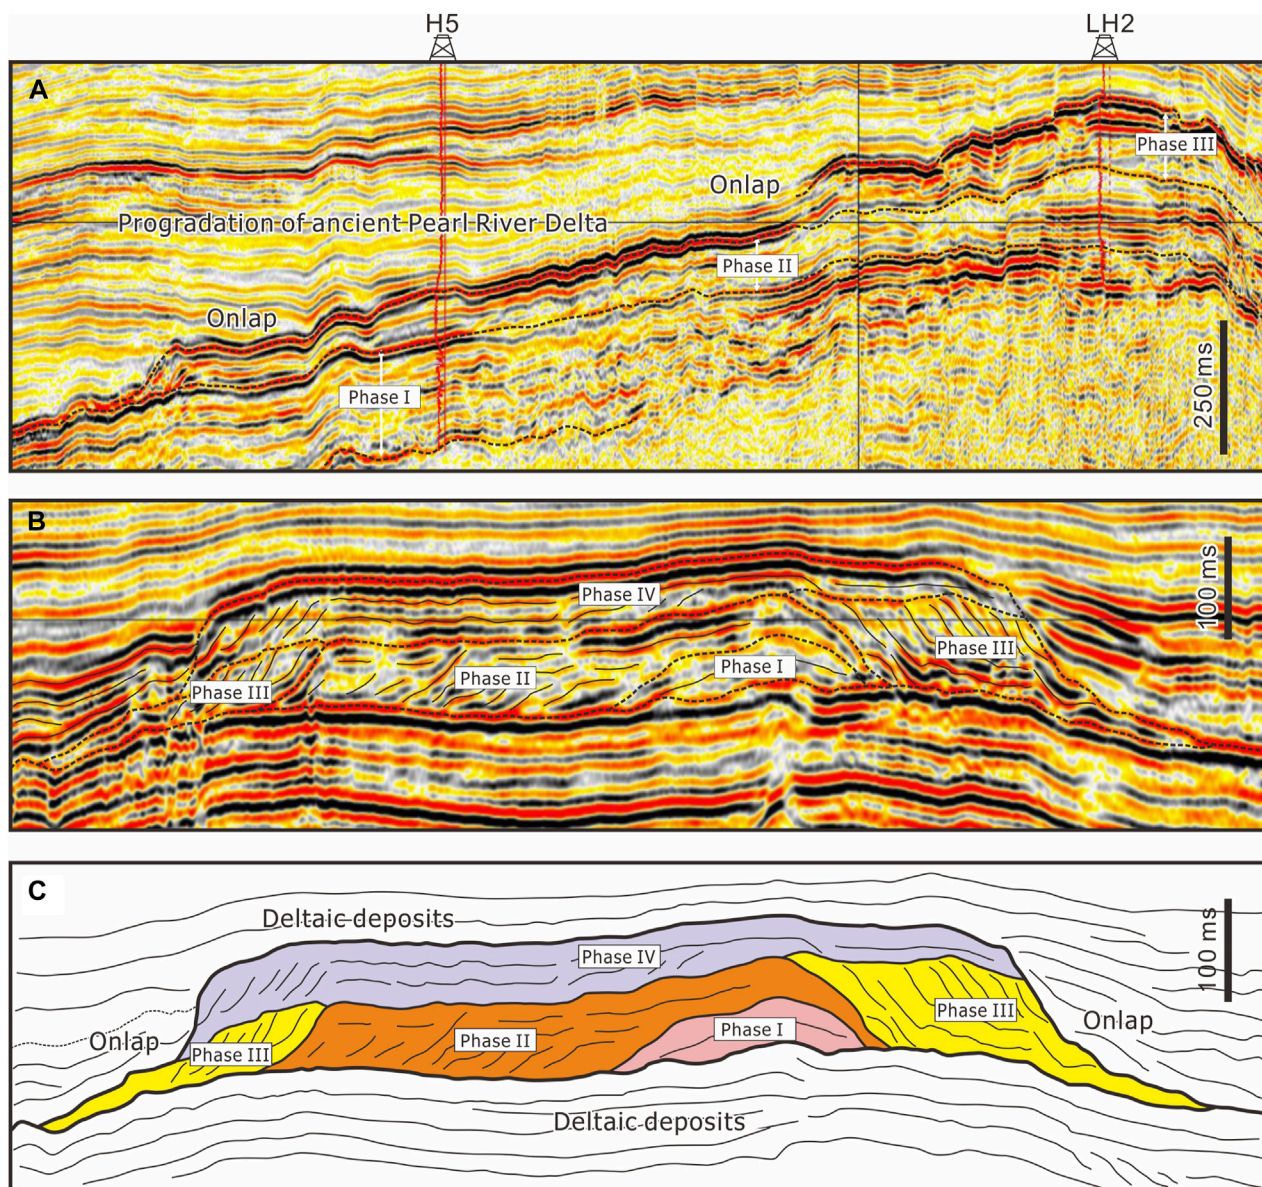 H5
LH2
A
Phase III
Onlap
Progradation of ancient Pearl River Delta
Phase II
Onlap
250 ms
Phase I
B
100 ms
Phase IV
Phase III
Phase I
Phase II
Phase III
C
Deltaic deposits
100 ms
Phase IV
Phase III
Onlap
Phase I
Onlap
Phase II
Phase III
Deltaic deposits